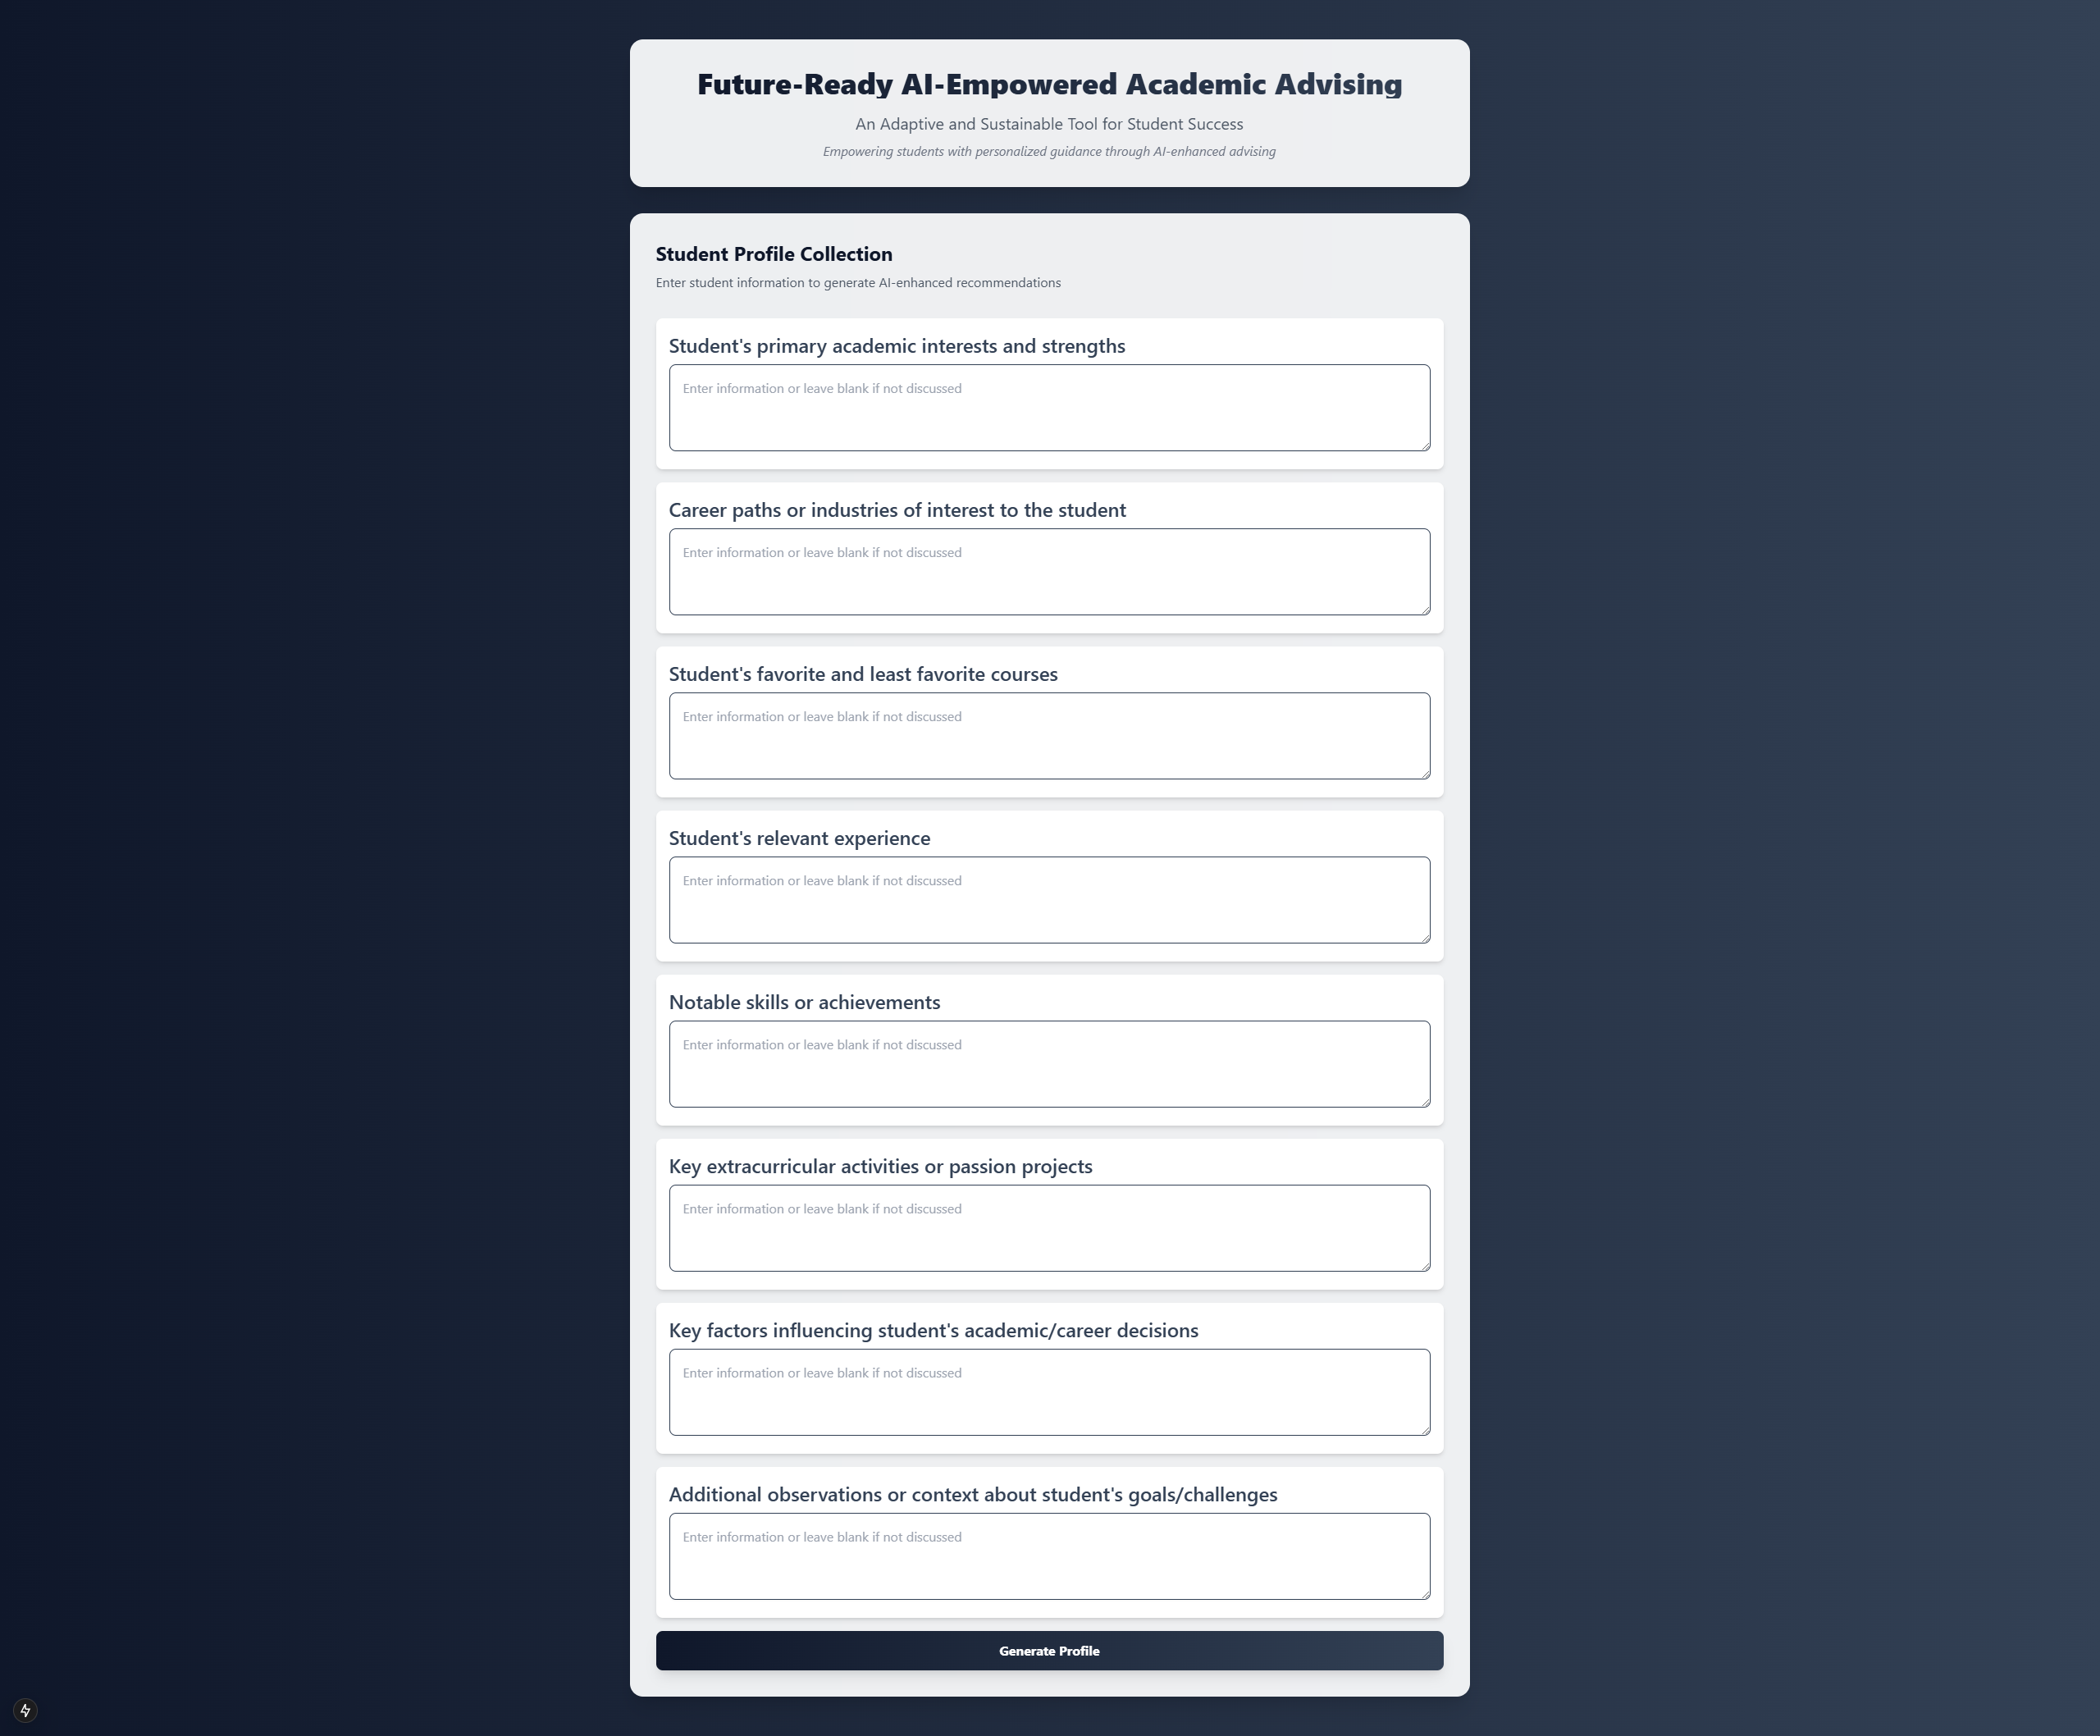 Future-Ready AI-Empowered Academic Advising
An Adaptive and Sustainable Tool for Student Success
Empowering students with personalized guidance through AI-enhanced advising
Student Profile Collection
Enter student information to generate AI-enhanced recommendations
Student's primary academic interests and strengths
Enter information or leave blank if not discussed
Career paths or industries of interest to the student
Enter information or leave blank if not discussed
Student's favorite and least favorite courses
Enter information or leave blank if not discussed
Student's relevant experience
Enter information or leave blank if not discussed
Notable skills or achievements
Enter information or leave blank if not discussed
Key extracurricular activities or passion projects
Enter information or leave blank if not discussed
Key factors influencing student's academic/career decisions
Enter information or leave blank if not discussed
Additional observations or context about student's goals/challenges
Enter information or leave blank if not discussed
Generate Profile